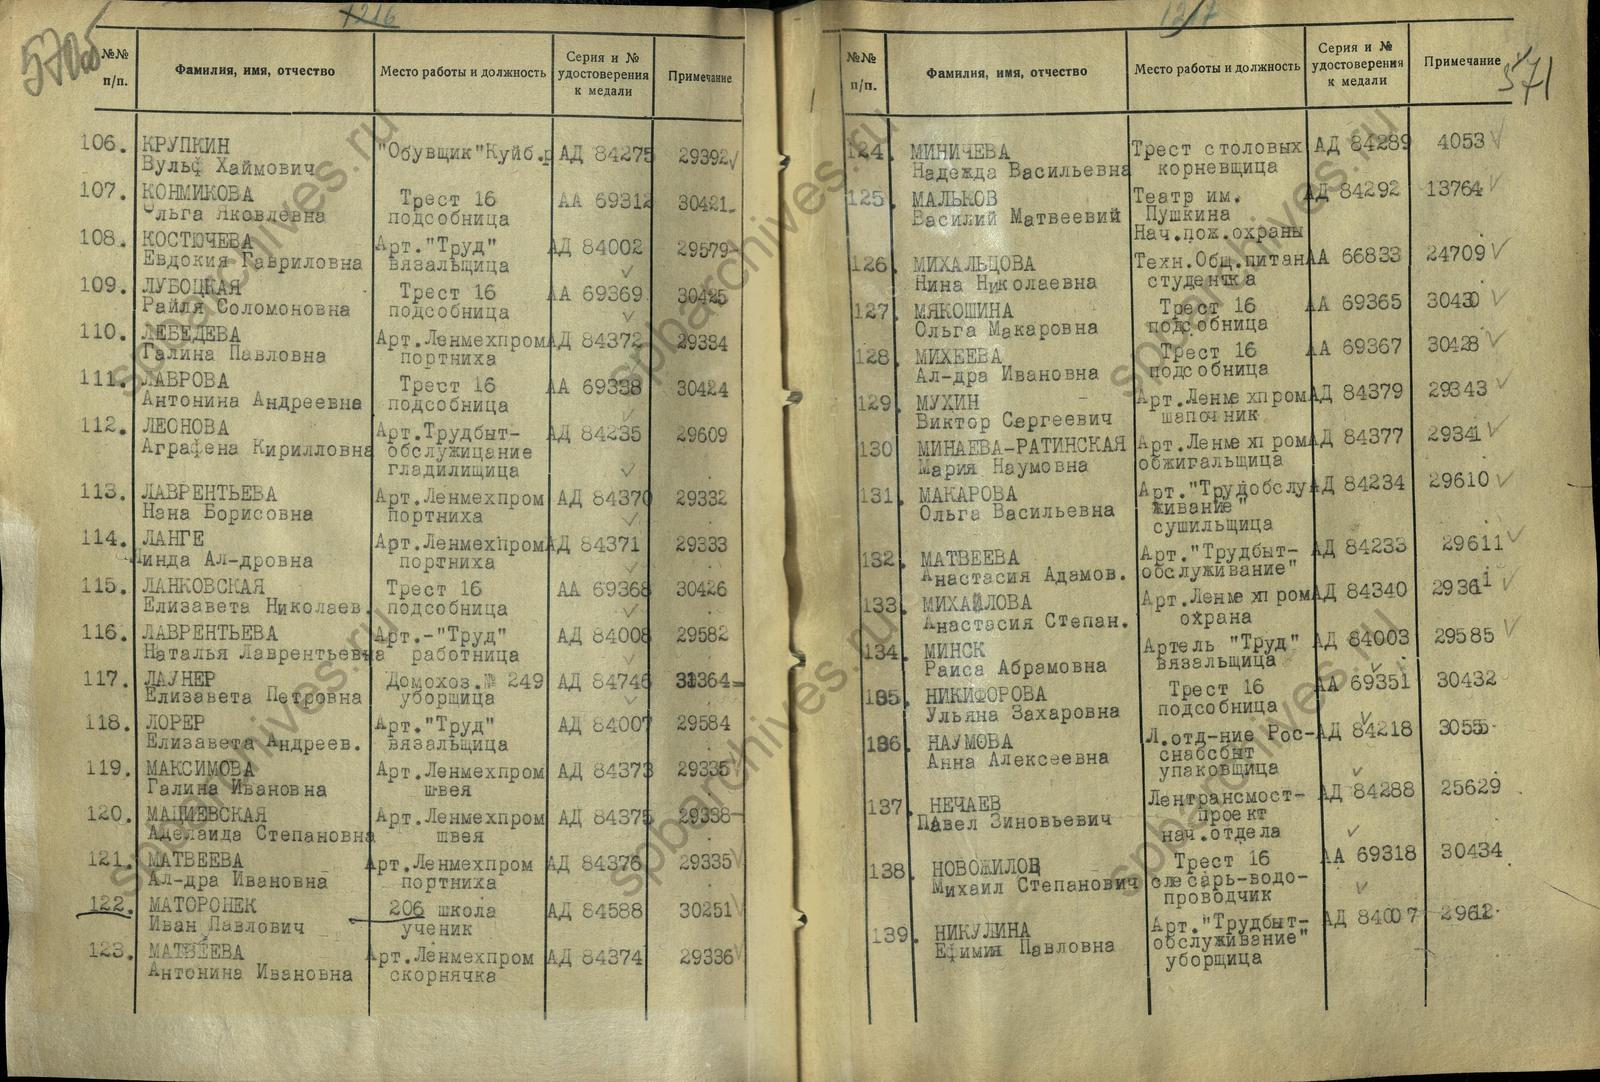 1216
570об
№№ п/п.
Фамилия, имя, отчество
Место работы и должность
Серия и № удостоверения к медали
Примечание
106. КРУПКИН "Обувщик"Куйб.р АД 84275 29392
Вульф Хаймович
107. КОНМИКОВА Трест 16 АА 69312 30421
Ольга Яковлевна подсобница
108. КОСТЮЧЕВА Арт."Труд" АД 84002 29579
Евдокия Гавриловна вязальщица
109. ЛУБОЦКАЯ Трест 16 АА 69369 30425
Райля Соломоновна подсобница
110. ЛЕБЕДЕВА Арт.Ленмехпром АД 84372 29334
Галина Павловна портниха
111. ЛАВРОВА Трест 16 АА 69338 30424
Антонина Андреевна подсобница
112. ЛЕОНОВА Арт.Трудбыт- АД 84235 29609
Аграфена Кирилловна обслужицание
гладилищица
113. ЛАВРЕНТЬЕВА Арт.Ленмехпром АД 84370 29332
Нана Борисовна портниха
114. ЛАНГЕ Арт.Ленмехпром АД 84371 29333
Линда Ал-дровна портниха
115. ЛАНКОВСКАЯ Трест 16 АА 69368 30426
Елизавета Николаев. подсобница
116. ЛАВРЕНТЬЕВА Арт.-"Труд" АД 84008 29582
Наталья Лаврентьевна работница
117. ЛАУНЕР Домохоз.№ 249 АД 84746 31364
Елизавета Петровна уборщица
118. ЛОРЕР Арт."Труд" АД 84007 29584
Елизавета Андреев. вязальщица
119. МАКСИМОВА Арт.Ленмехпром АД 84373 29335
Галина Ивановна швея
120. МАЦИЕВСКАЯ Арт.Ленмехпром АД 84375 29338
Аделаида Степановна швея
121. МАТВЕЕВА Арт.Ленмехпром АД 84376 29335
Ал-дра Ивановна портниха
122. МАТОРОНЕК 206 школа АД 84588 30251
Иван Павлович ученик
123. МАТВЕЕВА Арт.Ленмехпром АД 84374 29336
Антонина Ивановна скорнячка
1217
571
№№ п/п.
Фамилия, имя, отчество
Место работы и должность
Серия и № удостоверения к медали
Примечание
124. МИНИЧЕВА Трест столовых АД 84289 4053
Надежда Васильевна корневщица
125. МАЛЬКОВ Театр им. АД 84292 13764
Василий Матвеевий Пушкина
Нач.пож.охраны
126. МИХАЛЬЦОВА Техн.Общ.питан АА 66833 24709
Нина Николаевна студентка
127. МЯКОШИНА Трест 16 АА 69365 30430
Ольга Макаровна подсобница
128. МИХЕЕВА Трест 16 АА 69367 30428
Ал-дра Ивановна подсобница
129. МУХИН Арт.Ленмехпром АД 84379 29343
Виктор Сергеевич шапочник
130 МИНАЕВА-РАТИНСКАЯ Арт.Ленмехпром АД 84377 29341
Мария Наумовна обжигальщица
131. МАКАРОВА Арт."Трудобслу АД 84234 29610
Ольга Васильевна живание"
сушильщица
132. МАТВЕЕВА Арт."Трудбыт- АД 84233 29611
Анастасия Адамов. обслуживание"
133. МИХАЙЛОВА Арт.Ленмехпром АД 84340 29361
Анастасия Степан. охрана
134. МИНСК Артель "Труд" АД 84003 29585
Раиса Абрамовна вязальщица
135. НИКИФОРОВА Трест 16 АА 69351 30432
Ульяна Захаровна подсобница
136. НАУМОВА Л.отд-ние Рос- АД 84218 3055
Анна Алексеевна снабсбыт
упаковщица
137. НЕЧАЕВ Лентрансмост- АД 84288 25629
Павел Зиновьевич проект
нач.отдела
138. НОВОЖИЛОВ Трест 16 АА 69318 30434
Михаил Степанович слесарь-водо-
проводчик
139. НИКУЛИНА Арт."Трудбыт- АД 84007 29612
Ефимия Павловна обслуживание"
уборщица
spbarchives.ru